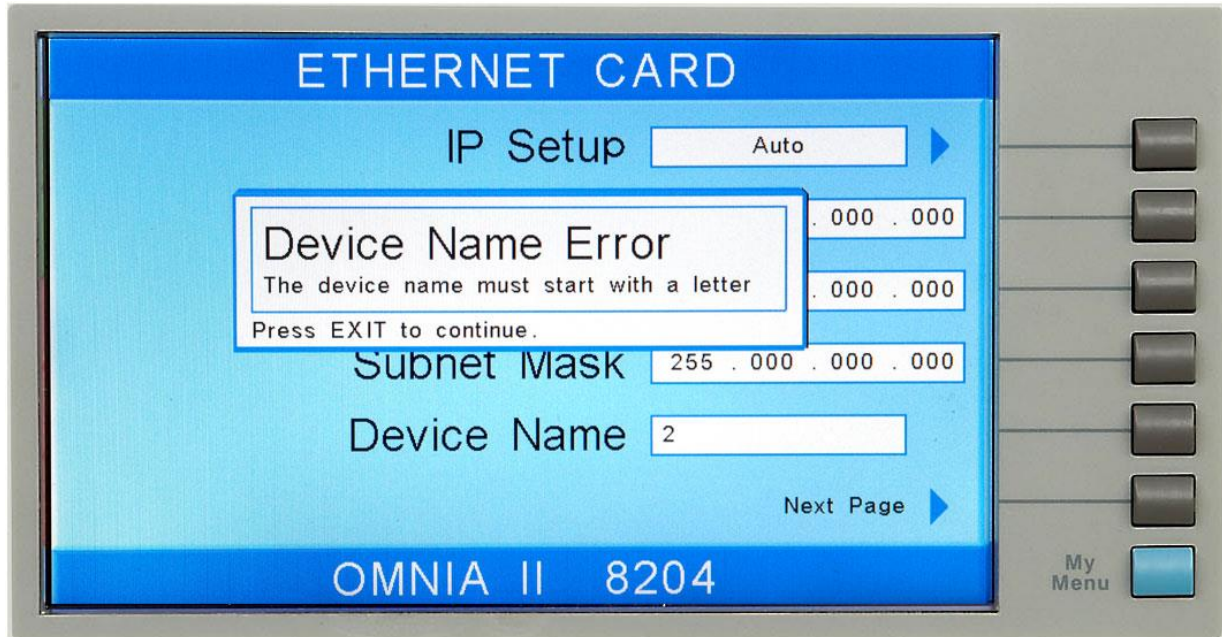 ETHERNET CARD
IP Setup Auto
. 000 . 000
Device Name Error
The device name must start with a letter
. 000 . 000
Press EXIT to continue.
Subnet Mask 255 . 000 . 000 . 000
Device Name 2
Next Page
OMNIA II 8204
My
Menu